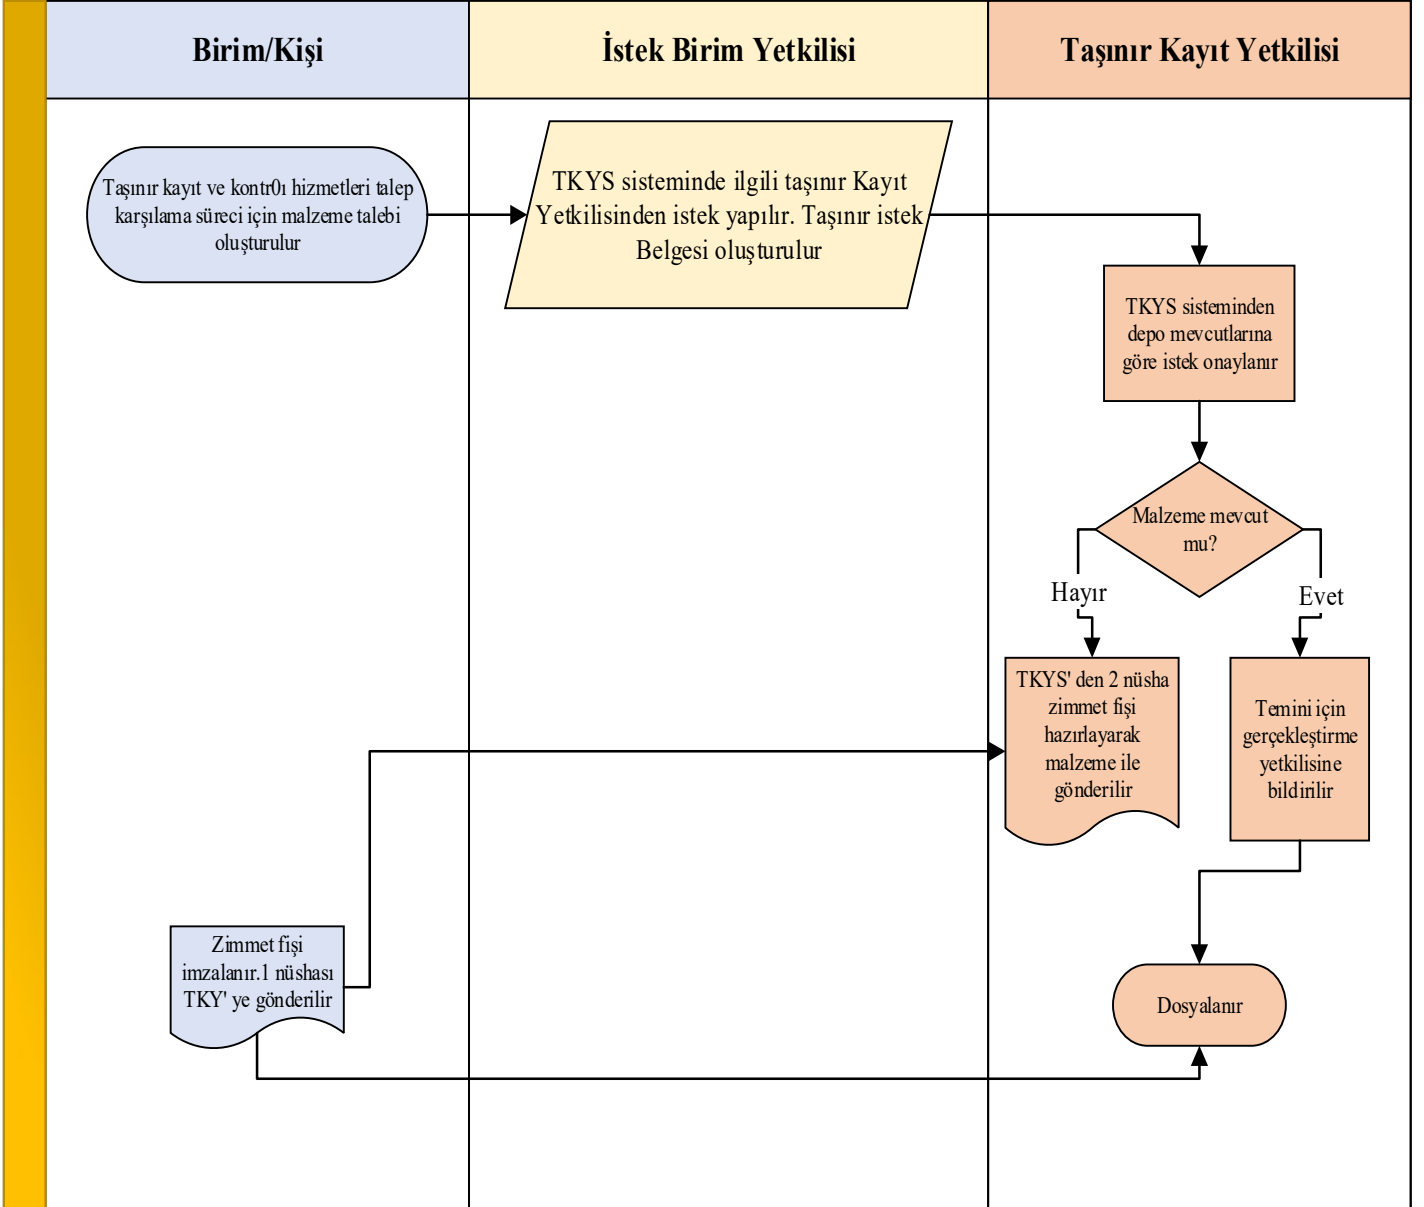 Birim/Kişi
İstek Birim Yetkilisi
Taşınır Kayıt Yetkilisi
Taşınır kayıt ve kontr0ı hizmetleri talep
karşılama süreci için malzeme talebi
oluşturulur
TKYS sisteminde ilgili taşınır Kayıt
Yetkilisinden istek yapılır. Taşınır istek
Belgesi oluşturulur
TKYS sisteminden
depo mevcutlarına
göre istek onaylanır
Malzeme mevcut
mu?
Hayır
Evet
TKYS' den 2 nüsha
zimmet fişi
hazırlayarak
malzeme ile
gönderilir
Temini için
gerçekleştirme
yetkilisine
bildirilir
Zimmet fişi
imzalanır.1 nüshası
TKY' ye gönderilir
Dosyalanır